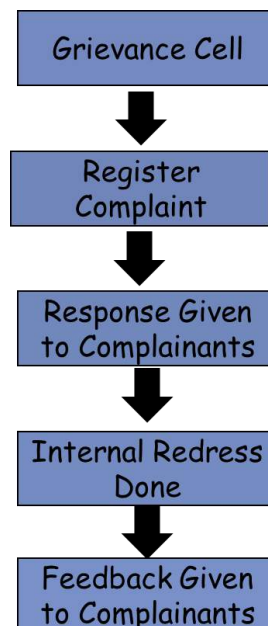 Grievance Cell
Register
Complaint
Response Given
to Complainants
Internal Redress
Done
Feedback Given
to Complainants